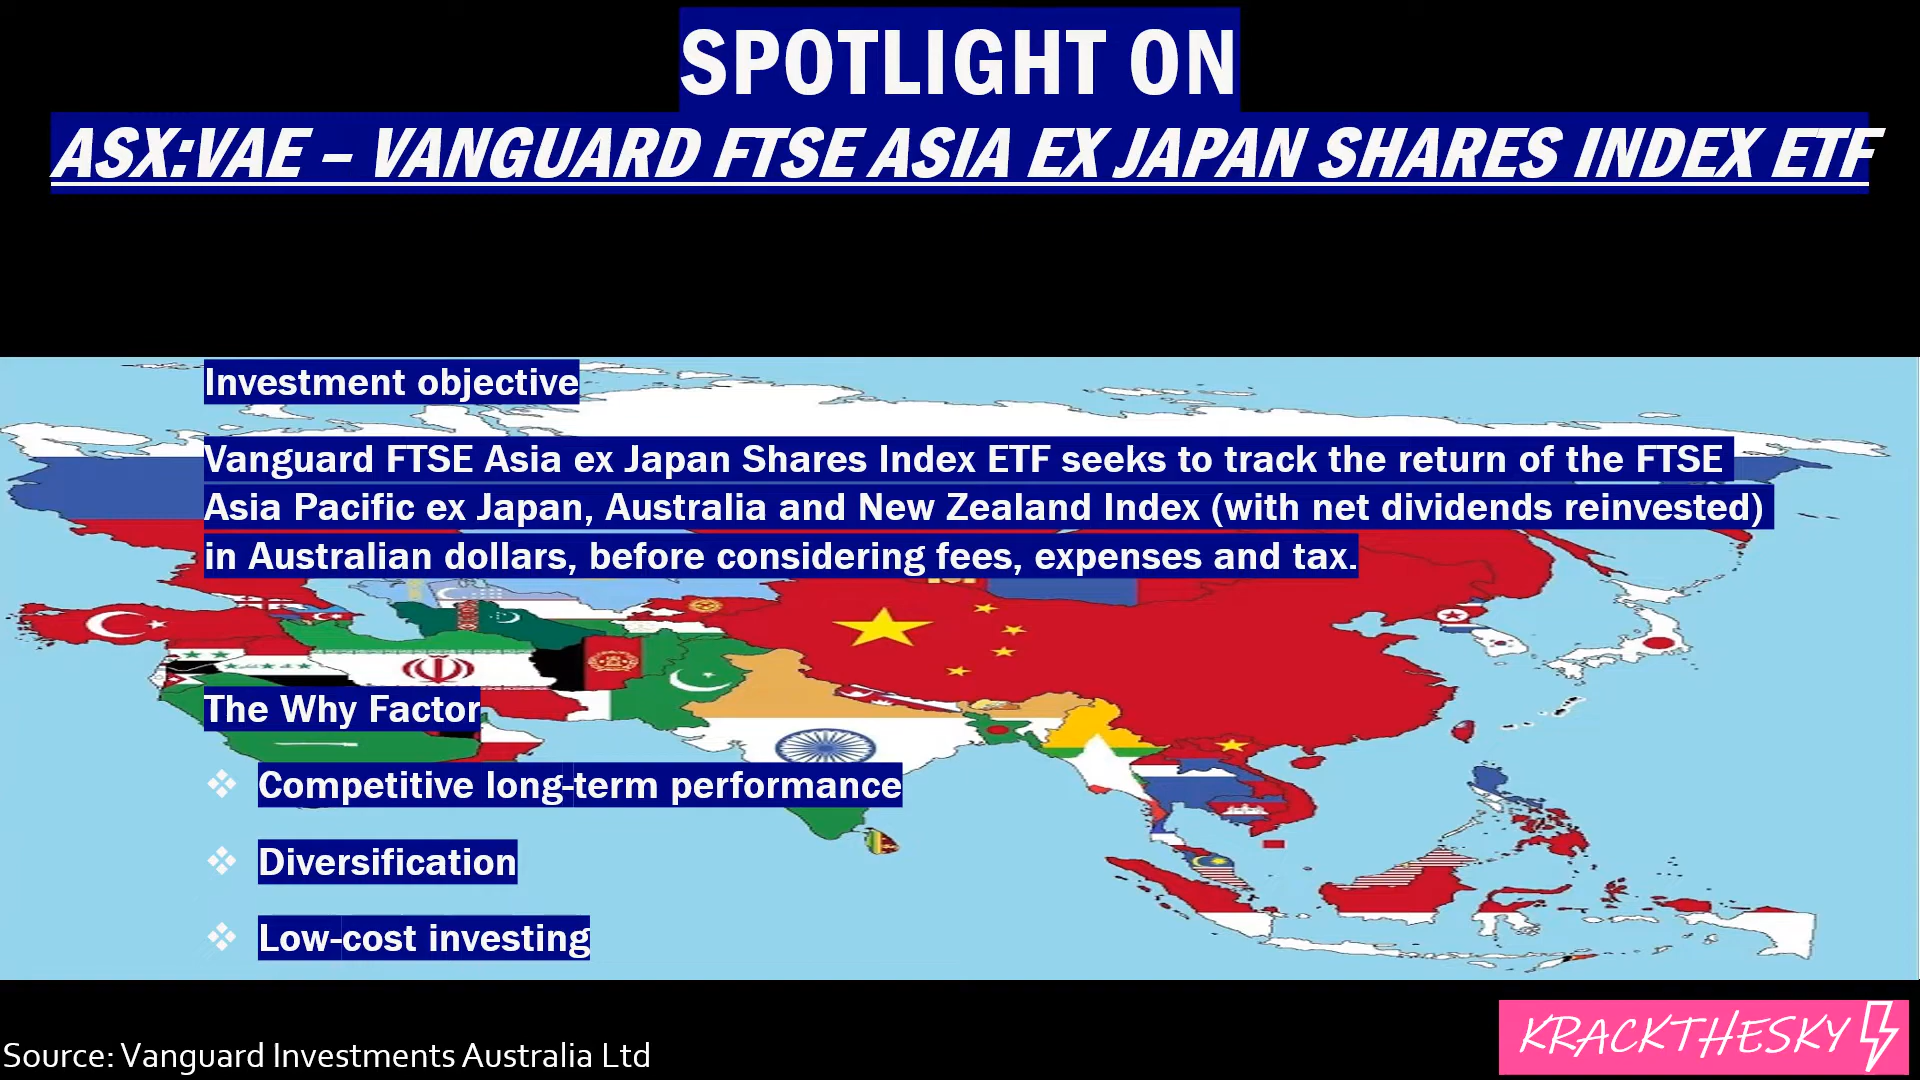 SPOTLIGHT ON
ASX:VAE – VANGUARD FTSE ASIA EX JAPAN SHARES INDEX ETF
Investment objective
Vanguard FTSE Asia ex Japan Shares Index ETF seeks to track the return of the FTSE
Asia Pacific ex Japan, Australia and New Zealand Index (with net dividends reinvested)
in Australian dollars, before considering fees, expenses and tax.
The Why Factor
❖ Competitive long-term performance
❖ Diversification
❖ Low-cost investing
Source: Vanguard Investments Australia Ltd
KRACKTHESKY